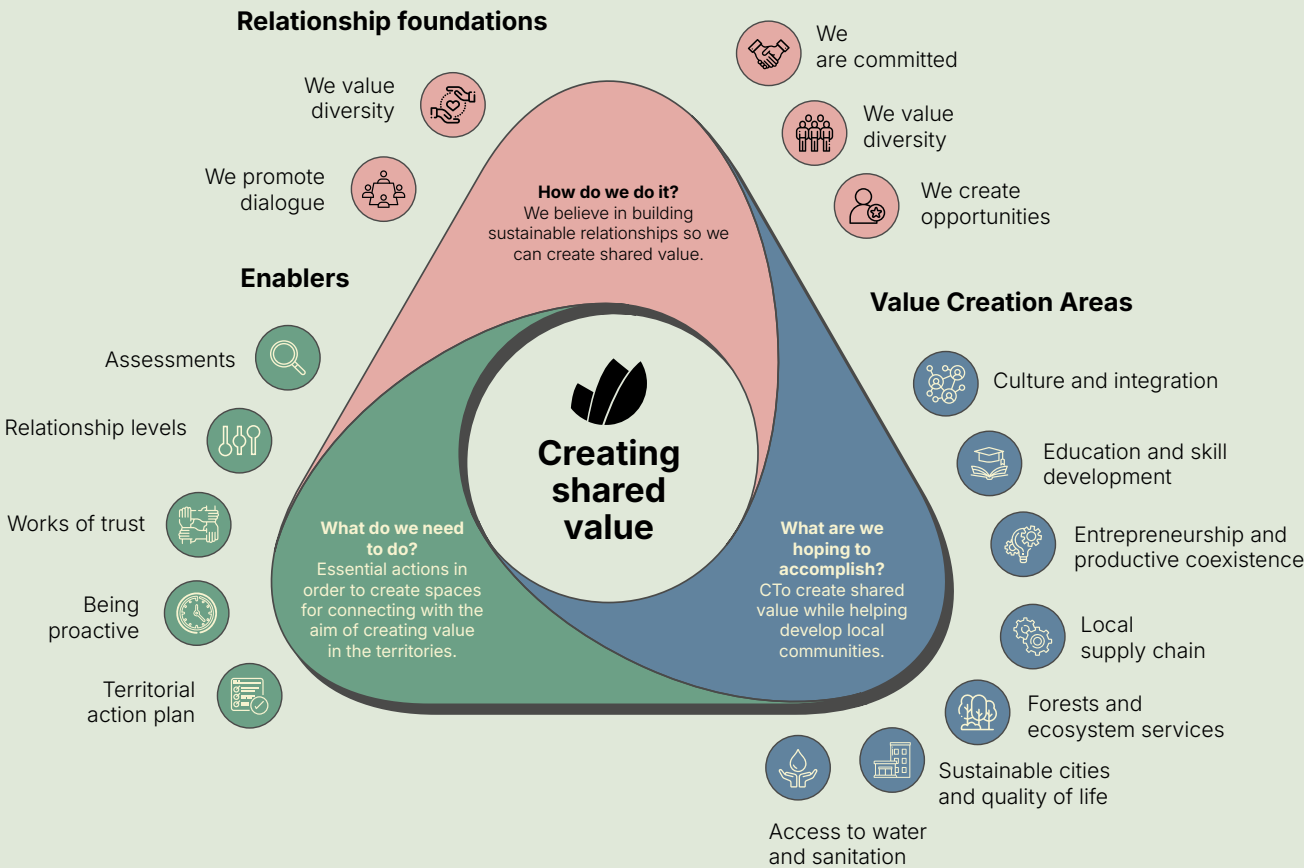 Relationship foundations
We value
diversity
We promote
dialogue
We
are committed
We value
diversity
We create
opportunities
How do we do it?
We believe in building
sustainable relationships so we
can create shared value.
Enablers
Assessments
Relationship levels
Works of trust
Being
proactive
Territorial
action plan
What do we need
to do?
Essential actions in
order to create spaces
for connecting with the
aim of creating value
in the territories.
Creating
shared
value
What are we
hoping to
accomplish?
CTo create shared
value while helping
develop local
communities.
Value Creation Areas
Culture and integration
Education and skill
development
Entrepreneurship and
productive coexistence
Local
supply chain
Forests and
ecosystem services
Sustainable cities
and quality of life
Access to water
and sanitation